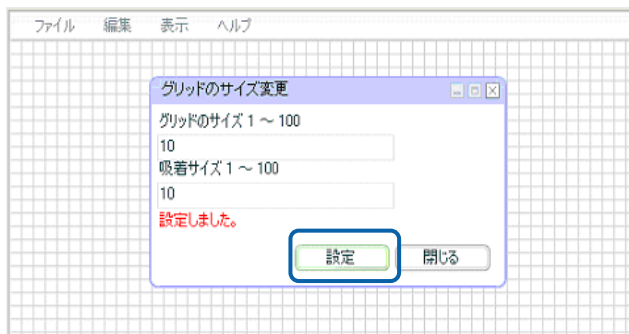 ファイル 編集 表示 ヘルプ
グリッドのサイズ変更
グリッドのサイズ 1 ～ 100
10
吸着サイズ 1 ～ 100
10
設定しました。
設定 閉じる